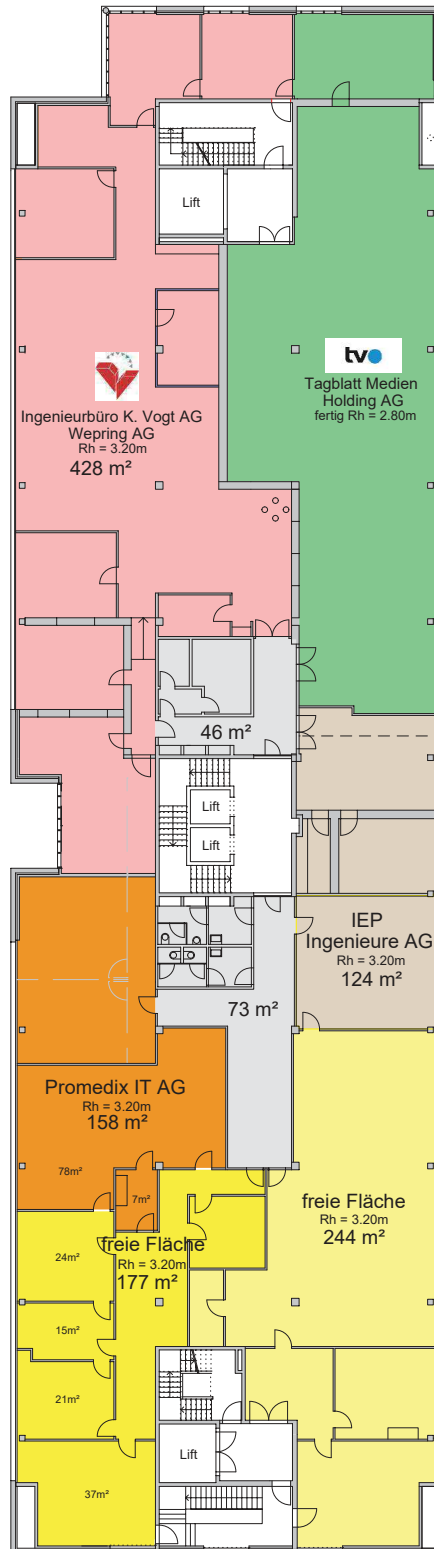 Lift
tvo
Tagblatt Medien
Holding AG
fertig Rh = 2.80m
Ingenieurbüro K. Vogt AG
Wepring AG
Rh = 3.20m
428 m²
46 m²
Lift
Lift
IEP
Ingenieure AG
Rh = 3.20m
124 m²
73 m²
Promedix IT AG
Rh = 3.20m
158 m²
78m²
7m²
freie Fläche
Rh = 3.20m
244 m²
freie Fläche
Rh = 3.20m
177 m²
24m²
15m²
21m²
Lift
37m²